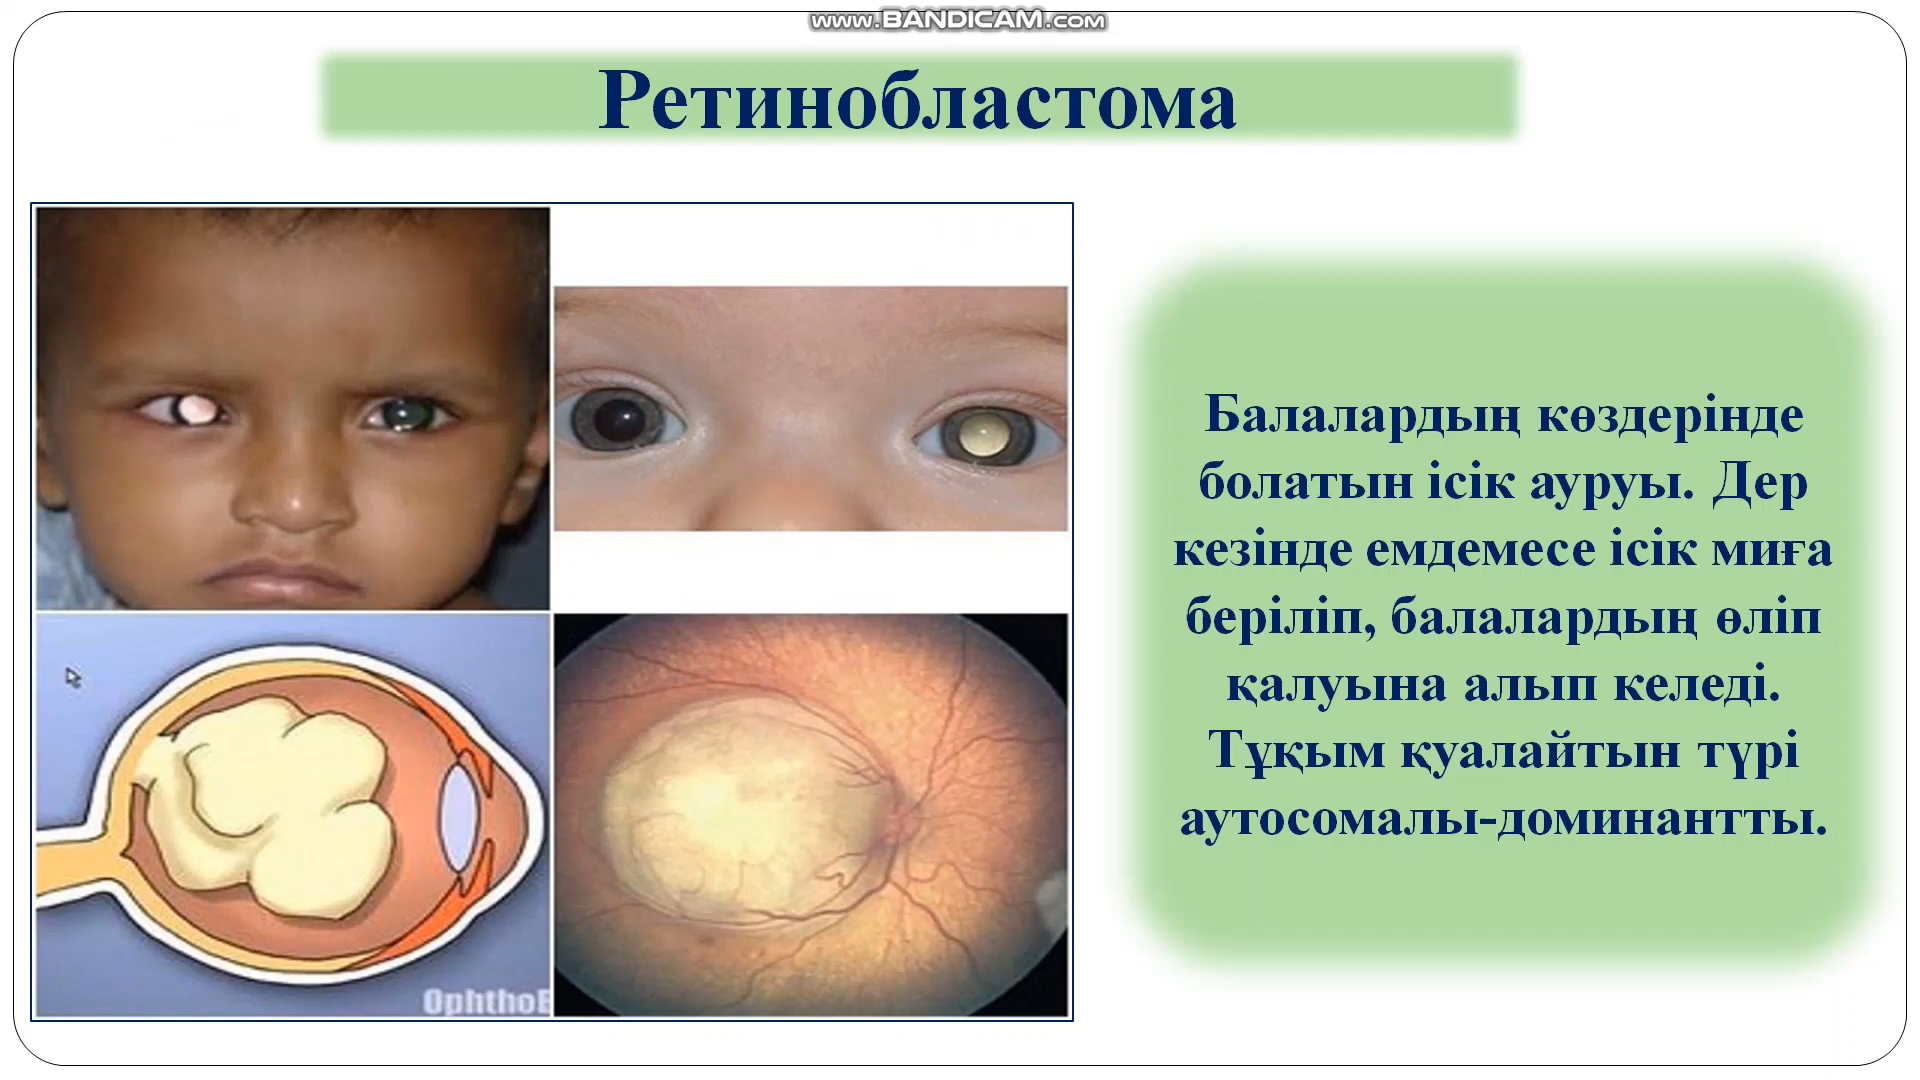 www.BANDICAM.com
Ретинобластома
Балалардың көздерінде
болатын ісік ауруы. Дер
кезінде емдемесе ісік миға
беріліп, балалардың өліп
қалуына алып келеді.
Тұқым қуалайтын түрі
аутосомалы-доминантты.